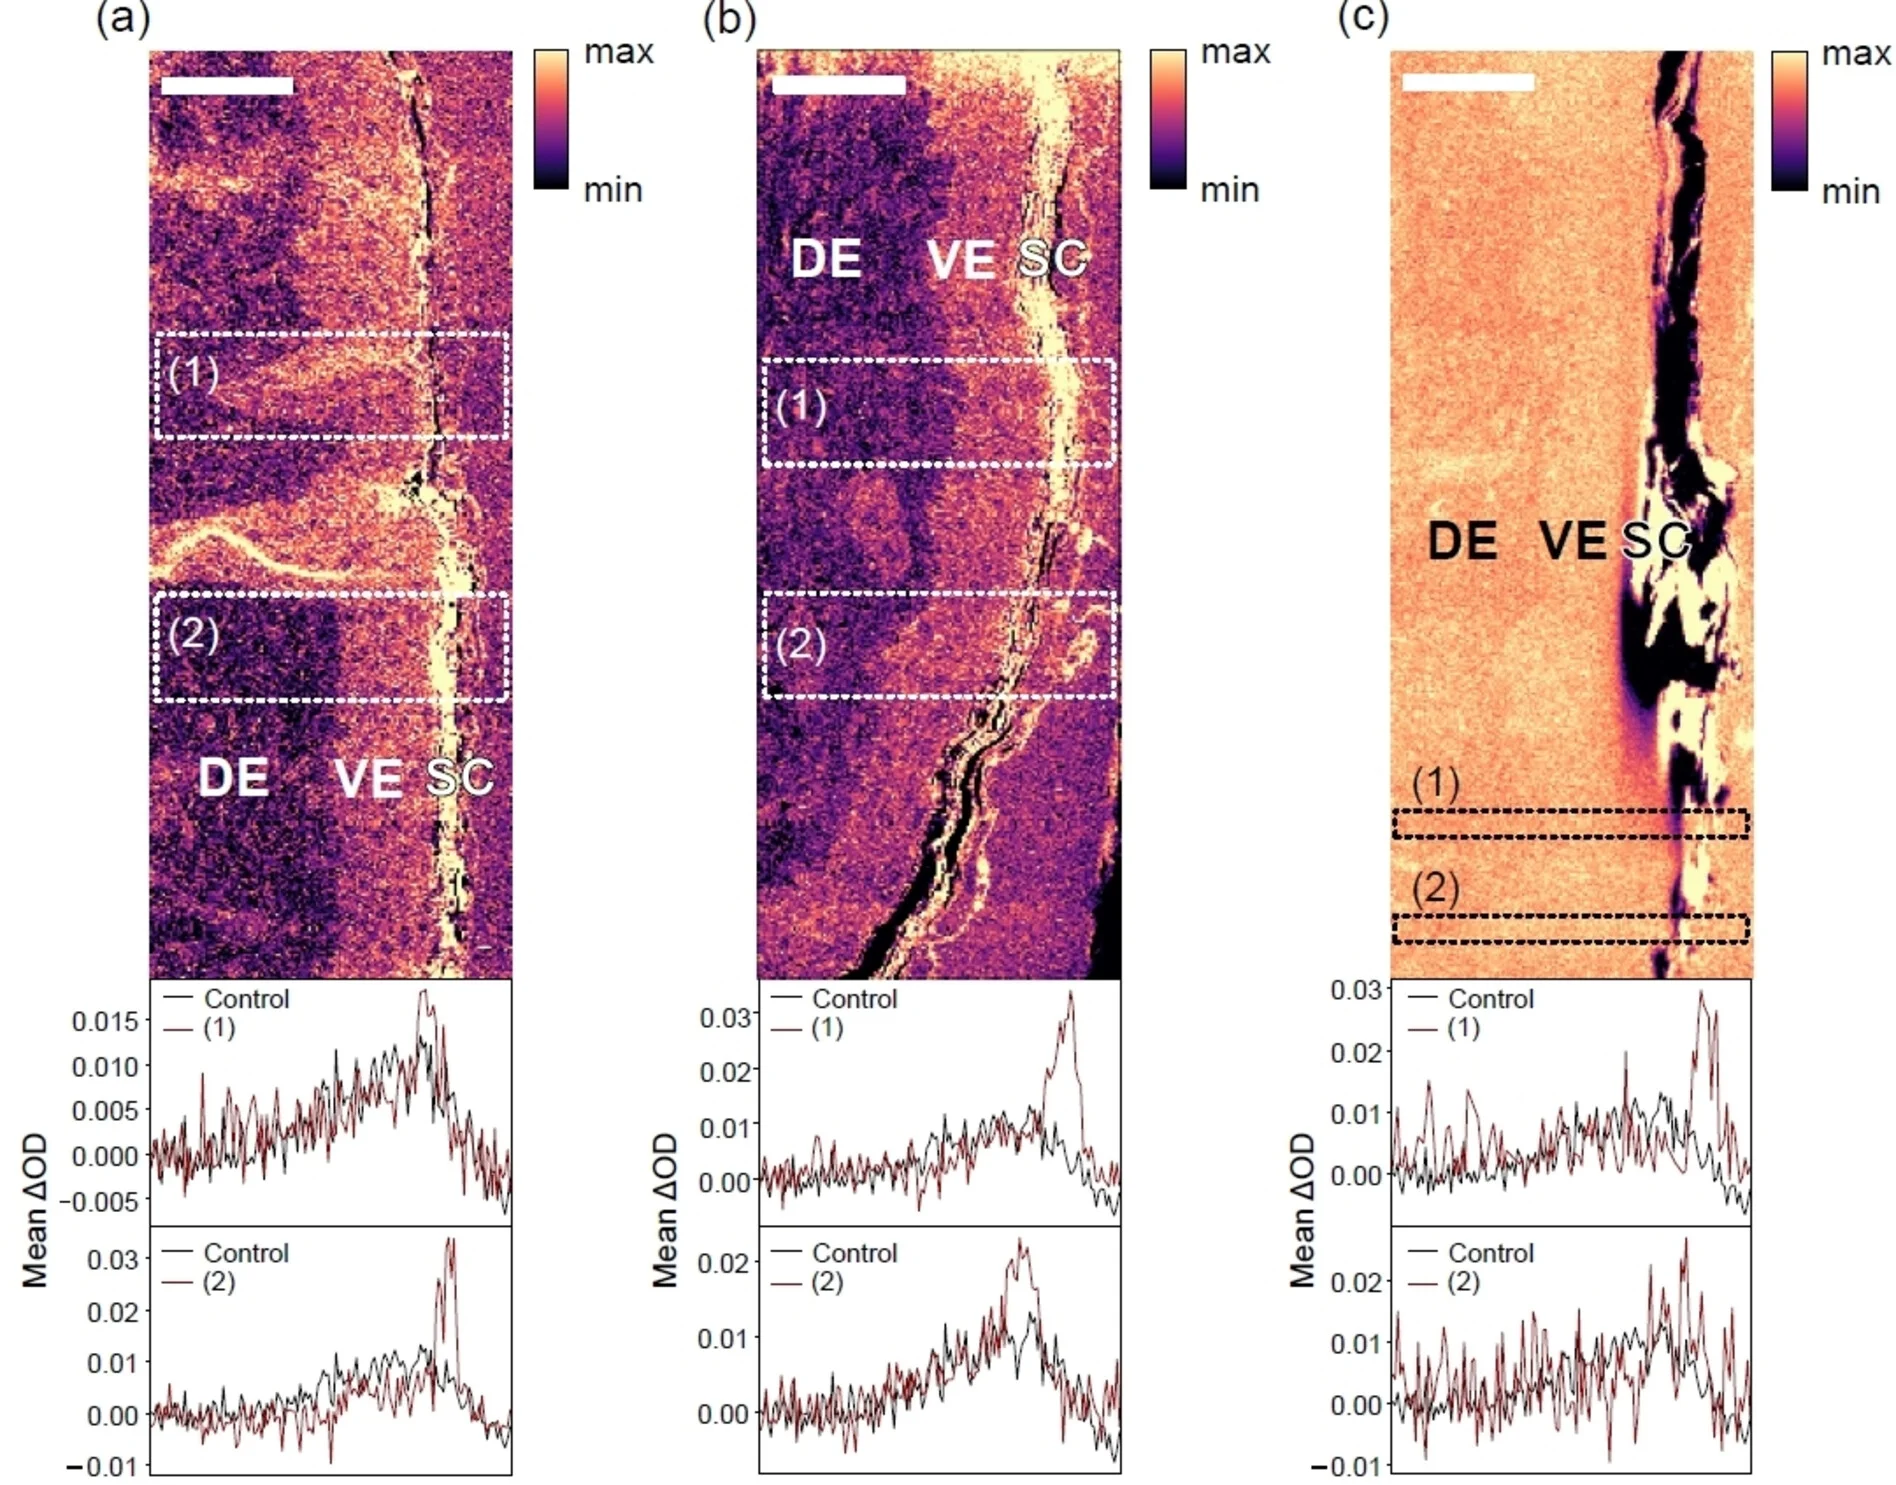 (a)
max
min
(1)
(2)
DE VE SC
Control
(1)
0.015
0.010
0.005
0.000
−0.005
Control
(2)
0.03
0.02
0.01
0.00
−0.01
Mean ΔOD
(b)
max
min
DE VE SC
(1)
(2)
Control
(1)
0.03
0.02
0.01
0.00
Control
(2)
0.02
0.01
0.00
Mean ΔOD
(c)
max
min
DE VE SC
(1)
(2)
Control
(1)
0.03
0.02
0.01
0.00
Control
(2)
0.02
0.01
0.00
−0.01
Mean ΔOD